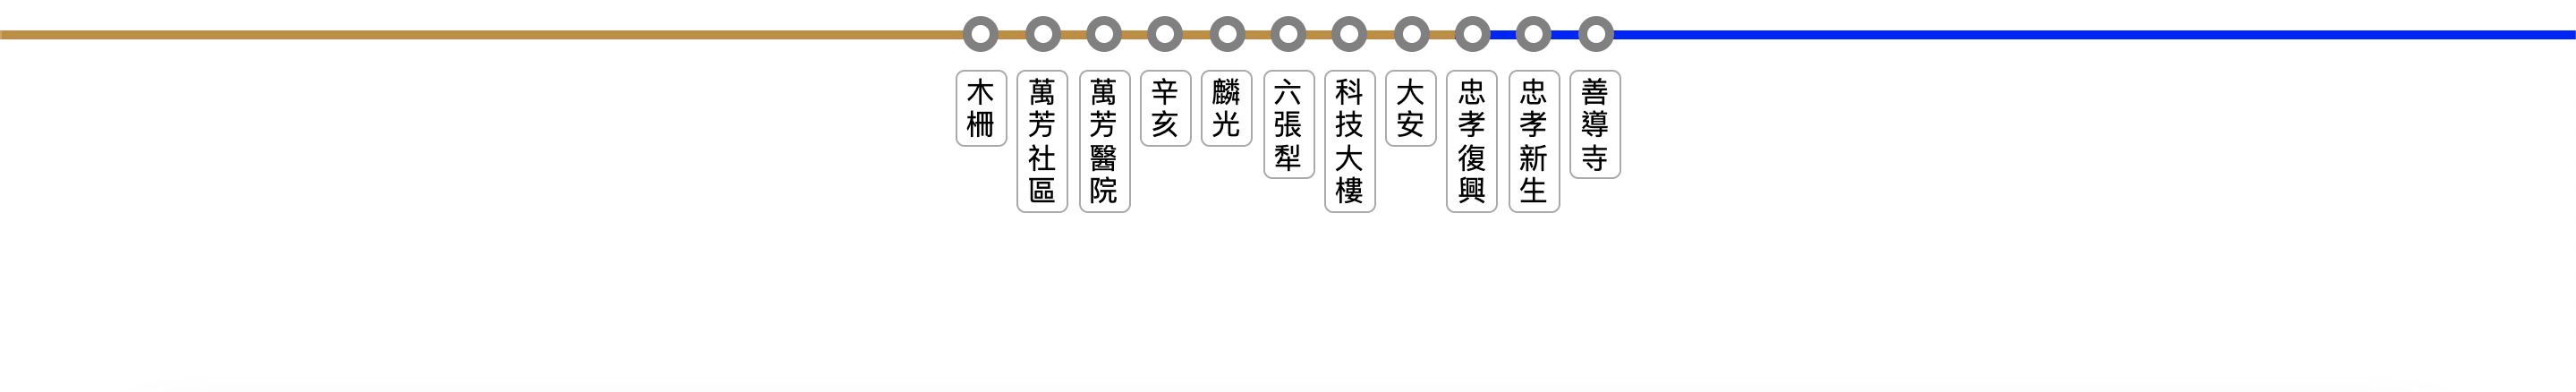 木柵
萬芳社區
萬芳醫院
辛亥
麟光
六張犁
科技大樓
大安
忠孝復興
忠孝新生
善導寺